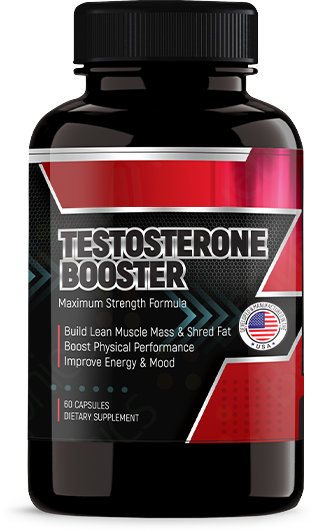 TESTOSTERONE
BOOSTER
Maximum Strength Formula
Build Lean Muscle Mass & Shred Fat
Boost Physical Performance
Improve Energy & Mood
60 CAPSULES
DIETARY SUPPLEMENT
USA